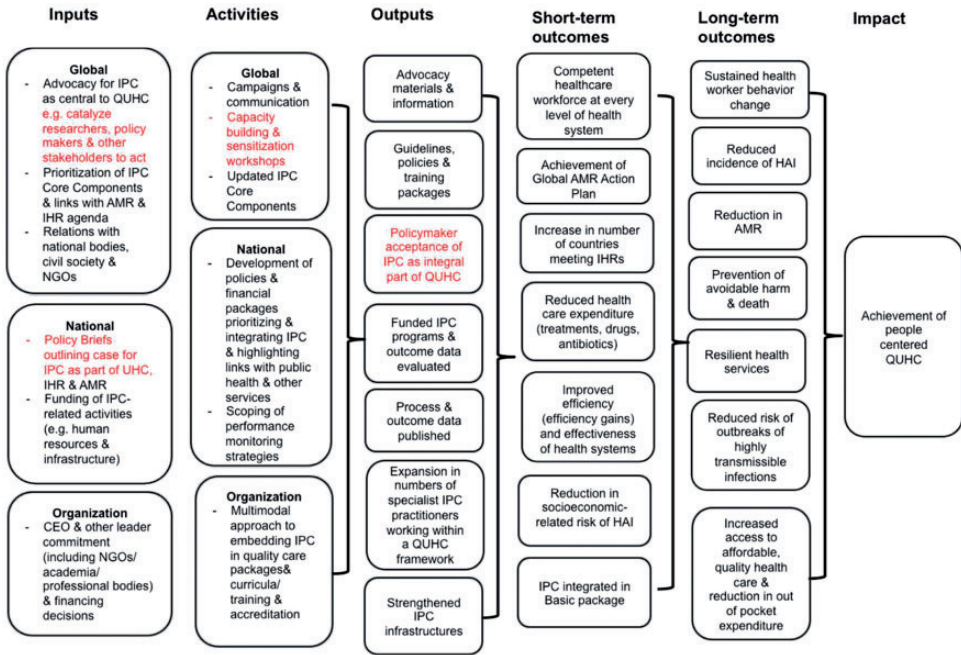 Inputs
Activities
Outputs
Short-term
outcomes
Long-term
outcomes
Impact
Global
- Advocacy for IPC
as central to QUHC
e.g. catalyze
researchers, policy
makers & other
stakeholders to act
- Prioritization of IPC
Core Components
& links with AMR &
IHR agenda
- Relations with
national bodies,
civil society &
NGOs
National
- Policy Briefs
outlining case for
IPC as part of UHC,
IHR & AMR
- Funding of IPC-
related activities
(e.g. human
resources &
infrastructure)
Organization
- CEO & other leader
commitment
(including NGOs/
academia/
professional bodies)
& financing
decisions
Global
- Campaigns &
communication
- Capacity
building &
sensitization
workshops
- Updated IPC
Core
Components
National
- Development of
policies &
financial
packages
prioritizing &
integrating IPC
& highlighting
links with public
health & other
services
- Scoping of
performance
monitoring
strategies
Organization
- Multimodal
approach to
embedding IPC
in quality care
packages&
curricula/
training &
accreditation
Advocacy
materials &
information
Guidelines,
policies &
training
packages
Policymaker
acceptance of
IPC as integral
part of QUHC
Funded IPC
programs &
outcome data
evaluated
Process &
outcome data
published
Expansion in
numbers of
specialist IPC
practitioners
working within
a QUHC
framework
Strengthened
IPC
infrastructures
Competent
healthcare
workforce at every
level of health
system
Achievement of
Global AMR Action
Plan
Increase in number
of countries
meeting IHRs
Reduced health
care expenditure
(treatments, drugs,
antibiotics)
Improved
efficiency
(efficiency gains)
and effectiveness
of health systems
Reduction in
socioeconomic-
related risk of HAI
IPC integrated in
Basic package
Sustained health
worker behavior
change
Reduced
incidence of HAI
Reduction in
AMR
Prevention of
avoidable harm
& death
Resilient health
services
Reduced risk of
outbreaks of
highly
transmissible
infections
Increased
access to
affordable,
quality health
care &
reduction in out
of pocket
expenditure
Achievement of
people
centered
QUHC